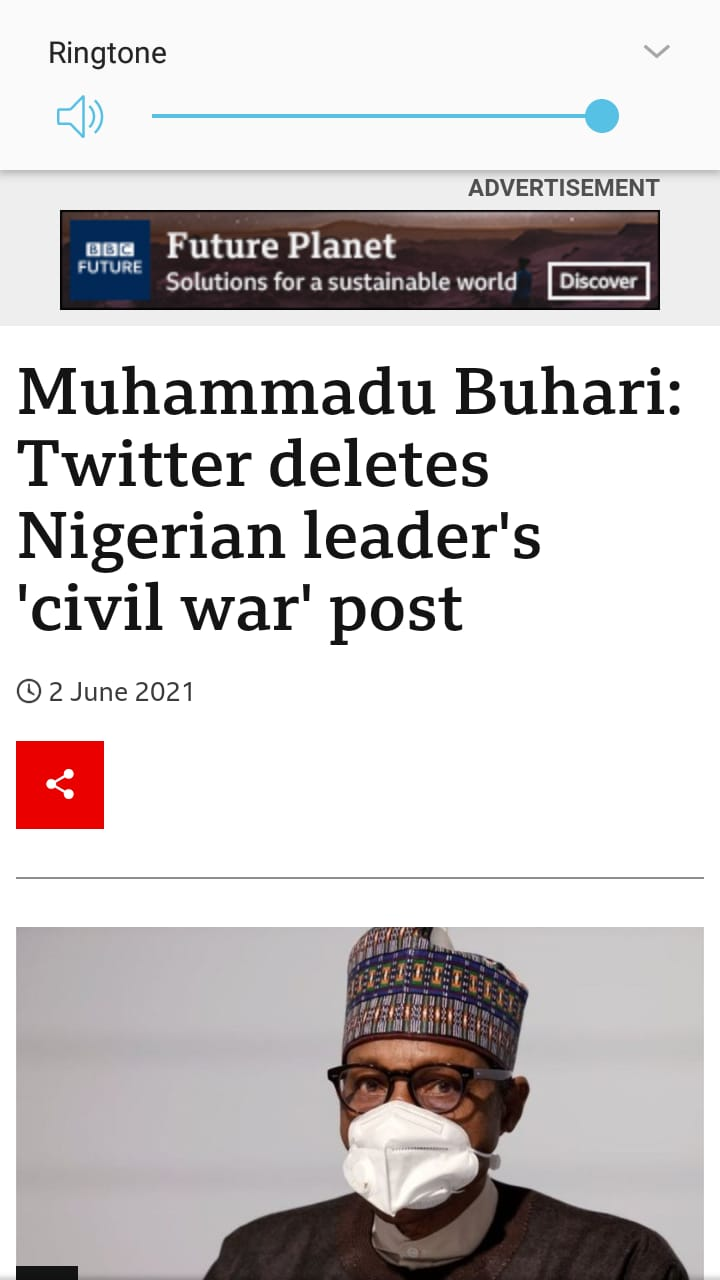 Ringtone
ADVERTISEMENT
BBC
FUTURE
Future Planet
Solutions for a sustainable world
Discover
Muhammadu Buhari:
Twitter deletes
Nigerian leader's
'civil war' post
2 June 2021